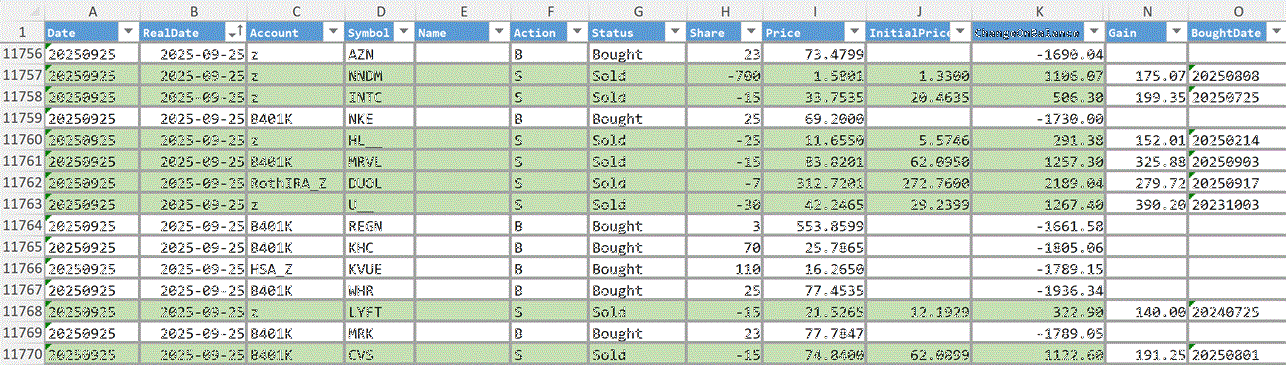 A B C D E F G H I J K N O
1 Date RealDate Account Symbol Name Action Status Share Price InitialPrice ChangeOnBalance Gain BoughtDate
11756 20250925 2025-09-25 z AZN B Bought 23 73.4799 -1690.04
11757 20250925 2025-09-25 z NNDM S Sold -700 1.5801 1.3300 1106.07 175.07 20250808
11758 20250925 2025-09-25 z INTC S Sold -15 33.7535 20.4635 506.30 199.35 20250725
11759 20250925 2025-09-25 8401K NKE B Bought 25 69.2000 -1730.00
11760 20250925 2025-09-25 z HL__ S Sold -25 11.6550 5.5746 291.38 152.01 20250214
11761 20250925 2025-09-25 8401K MRVL S Sold -15 83.8201 62.0950 1257.30 325.88 20250903
11762 20250925 2025-09-25 RothIRA_Z DUOL S Sold -7 312.7201 272.7600 2189.04 279.72 20250917
11763 20250925 2025-09-25 z U__ S Sold -30 42.2465 29.2399 1267.40 390.20 20231003
11764 20250925 2025-09-25 8401K REGN B Bought 3 553.8599 -1661.58
11765 20250925 2025-09-25 8401K KHC B Bought 70 25.7865 -1805.06
11766 20250925 2025-09-25 HSA_Z KVUE B Bought 110 16.2650 -1789.15
11767 20250925 2025-09-25 8401K WHR B Bought 25 77.4535 -1936.34
11768 20250925 2025-09-25 z LYFT S Sold -15 21.5265 12.1929 322.90 140.00 20240725
11769 20250925 2025-09-25 8401K MRK B Bought 23 77.7847 -1789.05
11770 20250925 2025-09-25 8401K CVS S Sold -15 74.8400 62.0899 1122.60 191.25 20250801